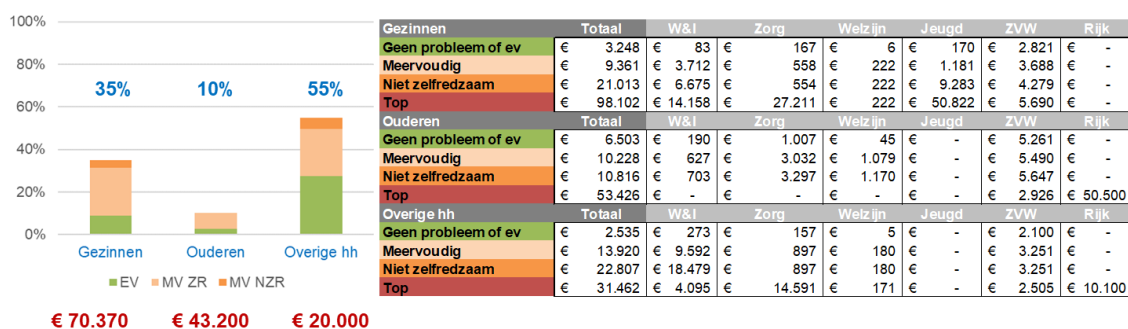 100%
80%
60%
40%
20%
0%
35% 10% 55%
Gezinnen Ouderen Overige hh
EV MV ZR MV NZR
€ 70.370 € 43.200 € 20.000
Gezinnen Totaal W&I Zorg Welzijn Jeugd ZVW Rijk
Geen probleem of ev € 3.248 € 83 € 167 € 6 € 170 € 2.821 € -
Meervoudig € 9.361 € 3.712 € 558 € 222 € 1.181 € 3.688 € -
Niet zelfredzaam € 21.013 € 6.675 € 554 € 222 € 9.283 € 4.279 € -
Top € 98.102 € 14.158 € 27.211 € 222 € 50.822 € 5.690 € -
Ouderen Totaal W&I Zorg Welzijn Jeugd ZVW Rijk
Geen probleem of ev € 6.503 € 190 € 1.007 € 45 € - € 5.261 € -
Meervoudig € 10.228 € 627 € 3.032 € 1.079 € - € 5.490 € -
Niet zelfredzaam € 10.816 € 703 € 3.297 € 1.170 € - € 5.647 € -
Top € 53.426 € - € - € - € - € 2.926 € 50.500
Overige hh Totaal W&I Zorg Welzijn Jeugd ZVW Rijk
Geen probleem of ev € 2.535 € 273 € 157 € 5 € - € 2.100 € -
Meervoudig € 13.920 € 9.592 € 897 € 180 € - € 3.251 € -
Niet zelfredzaam € 22.807 € 18.479 € 897 € 180 € - € 3.251 € -
Top € 31.462 € 4.095 € 14.591 € 171 € - € 2.505 € 10.100